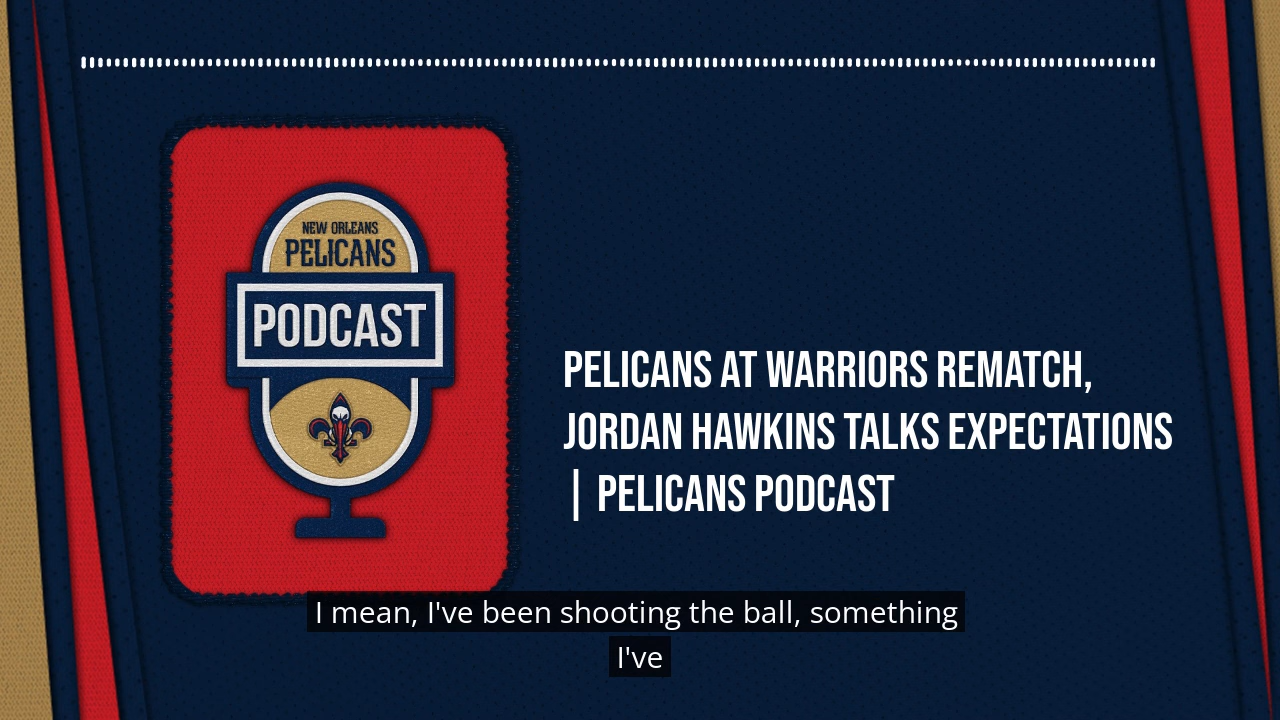 NEW ORLEANS
PELICANS
PODCAST
PELICANS AT WARRIORS REMATCH,
JORDAN HAWKINS TALKS EXPECTATIONS
| PELICANS PODCAST
I mean, I've been shooting the ball, something
I've